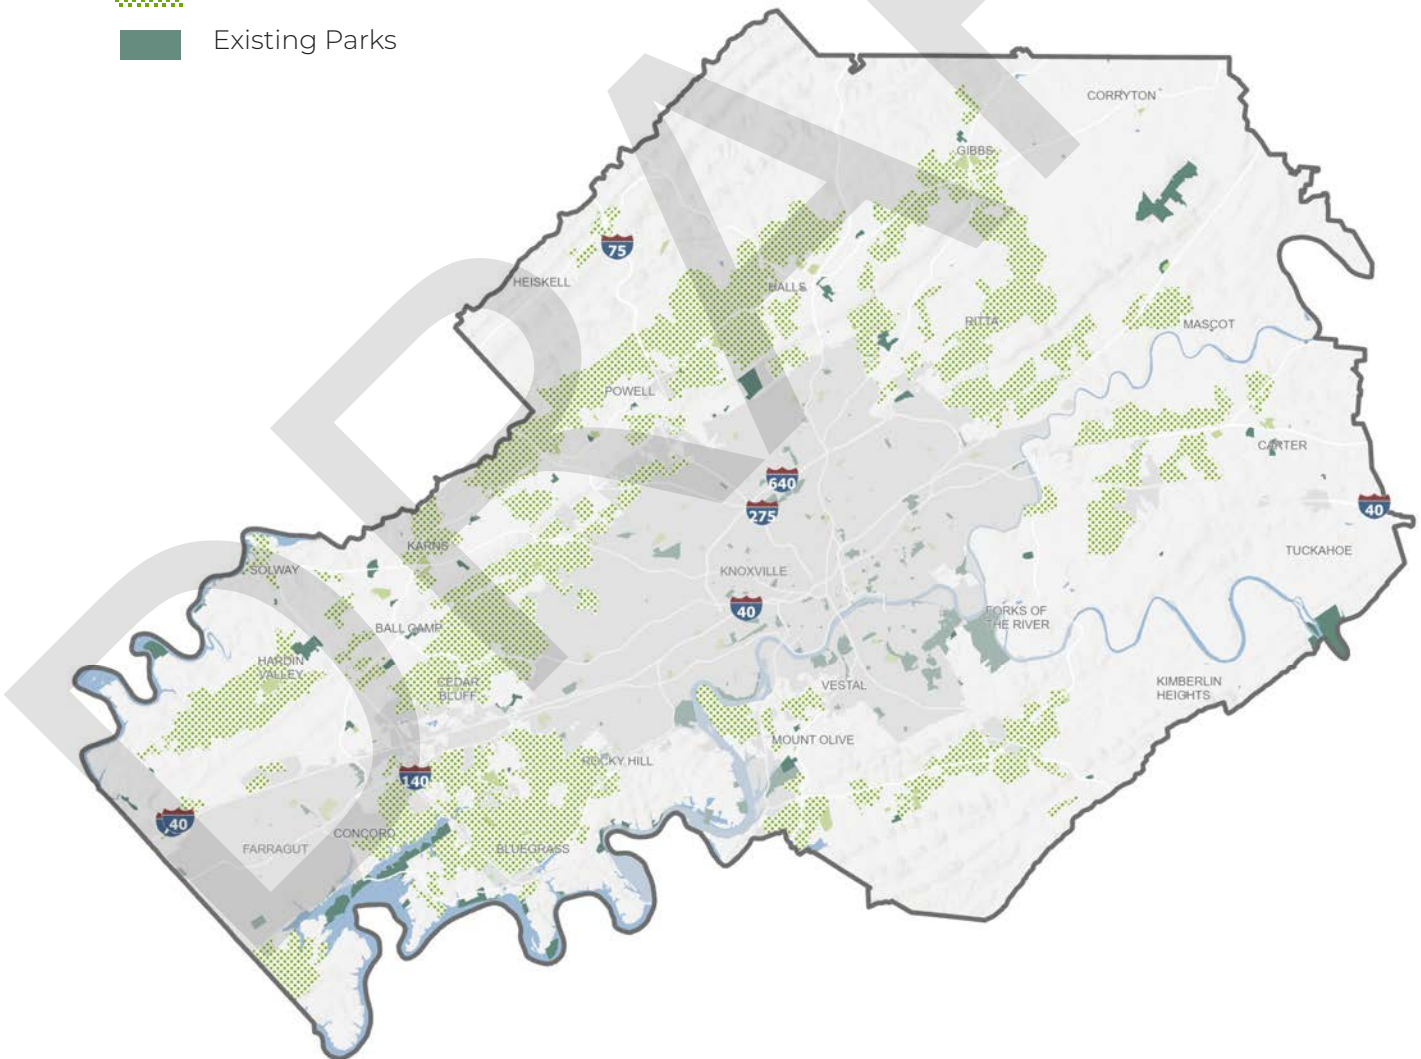 Existing Parks
CORRYTON
GIBBS
75
HEISKELL
HALLS
RITTA
MASCOT
POWELL
CARTER
640
275
40
KARNS
TUCKAHOE
SOLWAY
KNOXVILLE
40
FORKS OF
THE RIVER
BALL CAMP
HARDIN
VALLEY
CEDAR
BLUFF
VESTAL
KIMBERLIN
HEIGHTS
MOUNT OLIVE
ROCKY HILL
140
40
CONCORD
FARRAGUT
BLUEGRASS
DRAF